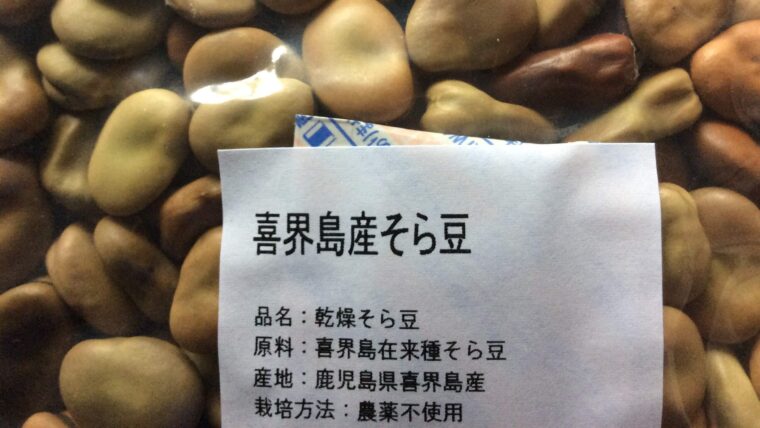 喜界島産そら豆
品名：乾燥そら豆
原料：喜界島在来種そら豆
産地：鹿児島県喜界島産
栽培方法：農薬不使用